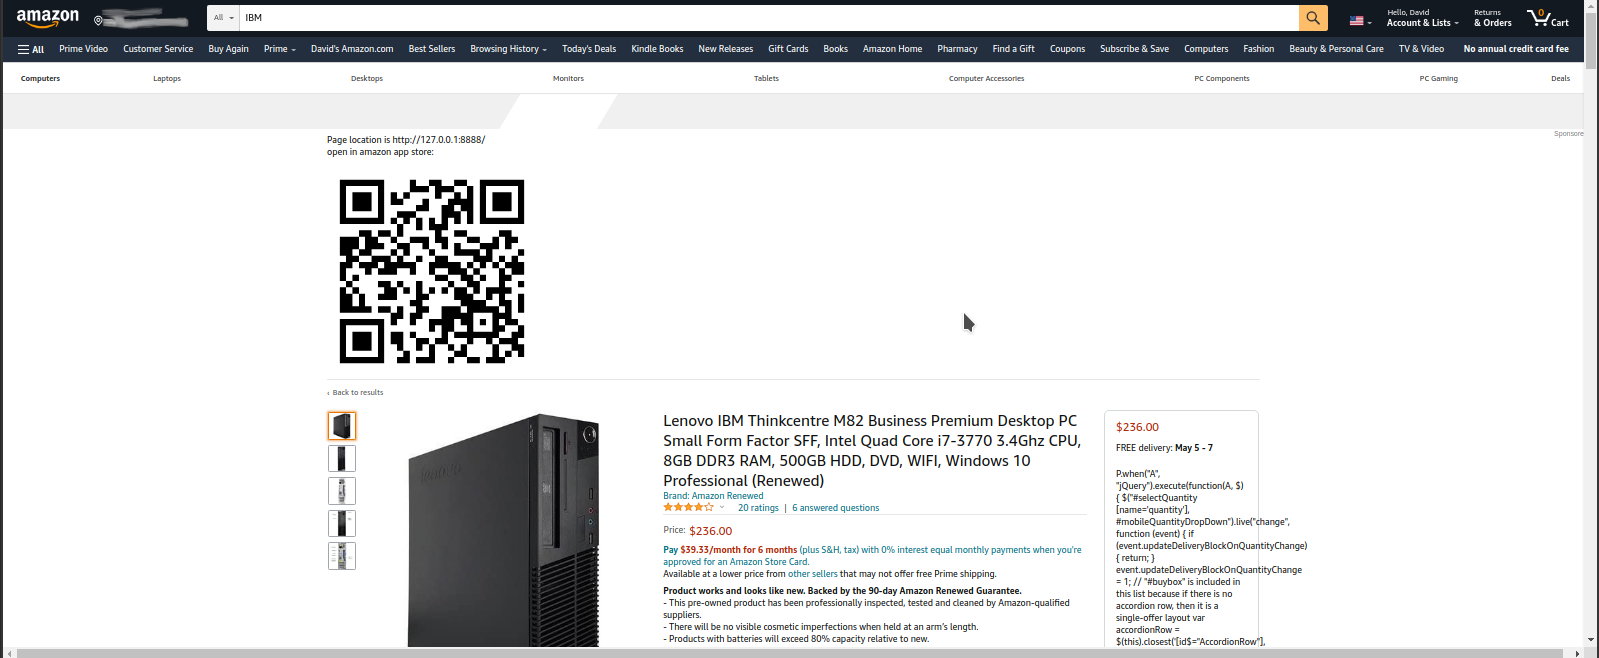 amazon
All
IBM
Hello, David
Account & Lists
Returns
& Orders
0
Cart
All
Prime Video
Customer Service
Buy Again
Prime
David's Amazon.com
Best Sellers
Browsing History
Today's Deals
Kindle Books
New Releases
Gift Cards
Books
Amazon Home
Pharmacy
Find a Gift
Coupons
Subscribe & Save
Computers
Fashion
Beauty & Personal Care
TV & Video
No annual credit card fee
Computers
Laptops
Desktops
Monitors
Tablets
Computer Accessories
PC Components
PC Gaming
Deals
Sponsore
Page location is http://127.0.0.1:8888/
open in amazon app store:
‹ Back to results
lenovo
Lenovo IBM Thinkcentre M82 Business Premium Desktop PC
Small Form Factor SFF, Intel Quad Core i7-3770 3.4Ghz CPU,
8GB DDR3 RAM, 500GB HDD, DVD, WIFI, Windows 10
Professional (Renewed)
Brand: Amazon Renewed
20 ratings | 6 answered questions
Price: $236.00
Pay $39.33/month for 6 months (plus S&H, tax) with 0% interest equal monthly payments when you're
approved for an Amazon Store Card.
Available at a lower price from other sellers that may not offer free Prime shipping.
Product works and looks like new. Backed by the 90-day Amazon Renewed Guarantee.
- This pre-owned product has been professionally inspected, tested and cleaned by Amazon-qualified
suppliers.
- There will be no visible cosmetic imperfections when held at an arm's length.
- Products with batteries will exceed 80% capacity relative to new.
$236.00
FREE delivery: May 5 - 7
P.when("A",
"jQuery").execute(function(A, $)
{ $("#selectQuantity
[name='quantity'],
#mobileQuantityDropDown").live("change",
function (event) { if
(event.updateDeliveryBlockOnQuantityChange)
{ return; }
event.updateDeliveryBlockOnQuantityChange
= 1; // "#buybox" is included in
this list because if there is no
accordion row, then it is a
single-offer layout var
accordionRow =
$(this).closest('[id$="AccordionRow"],